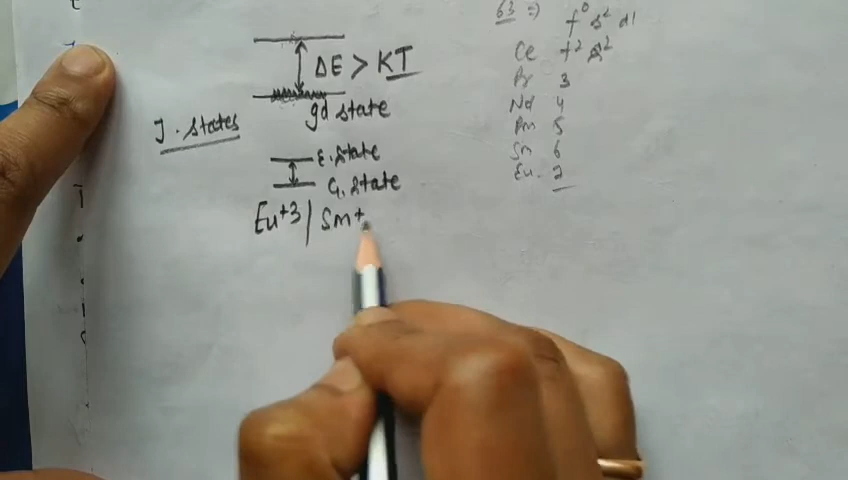 63 ⇒ f⁰ s² d¹
ΔE > KT
Ce f² s²
gd state
Pr 3
Nd 4
J. states
Pm 5
E. state
Sm 6
G. state
Eu 7
Eu+3 | Sm+